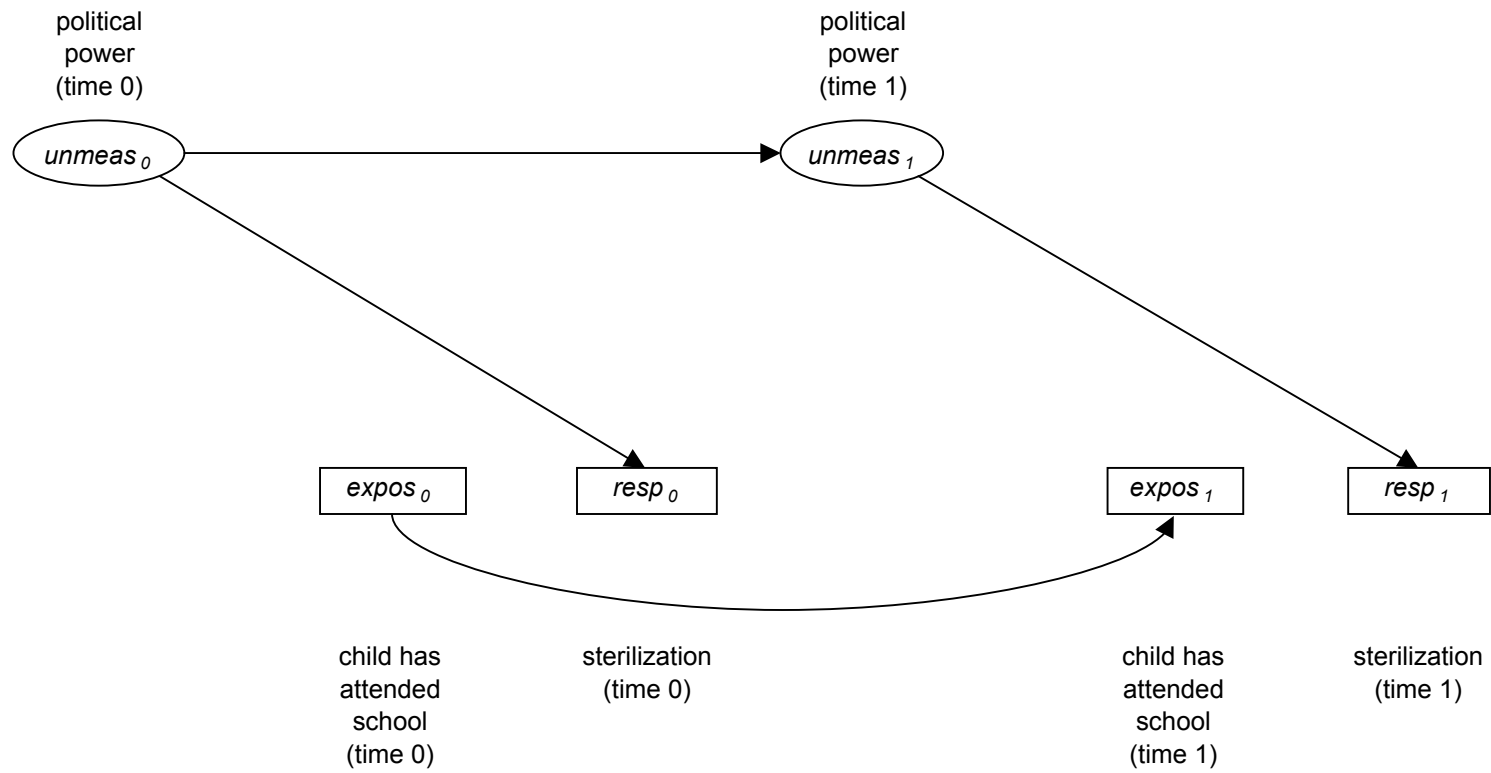 political
power
(time 0)
political
power
(time 1)
unmeas 0
unmeas 1
expos 0
resp 0
expos 1
resp 1
child has
attended
school
(time 0)
sterilization
(time 0)
child has
attended
school
(time 1)
sterilization
(time 1)